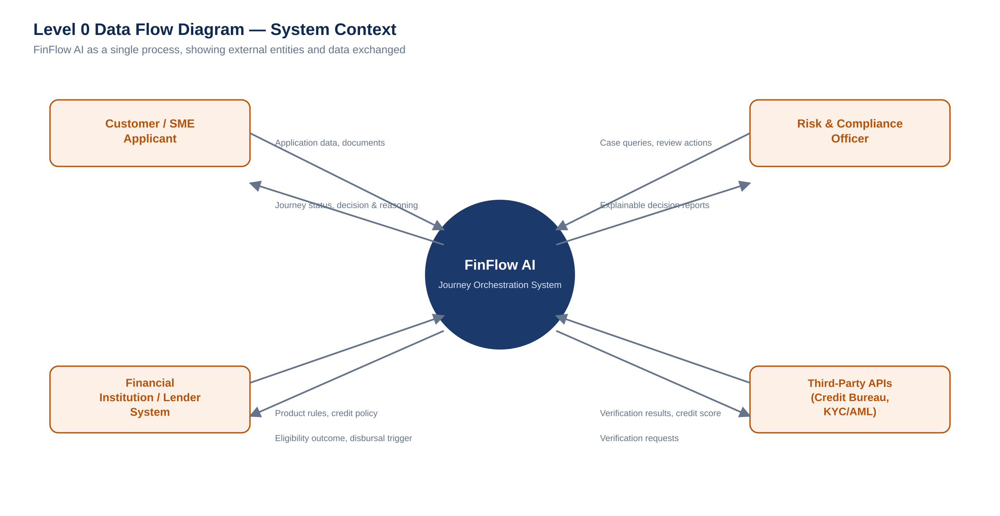 Level 0 Data Flow Diagram — System Context
FinFlow AI as a single process, showing external entities and data exchanged
Customer / SME
Applicant
Risk & Compliance
Officer
Application data, documents
Case queries, review actions
Journey status, decision & reasoning
Explainable decision reports
FinFlow AI
Journey Orchestration System
Financial
Institution / Lender
System
Third-Party APIs
(Credit Bureau,
KYC/AML)
Product rules, credit policy
Verification results, credit score
Eligibility outcome, disbursal trigger
Verification requests